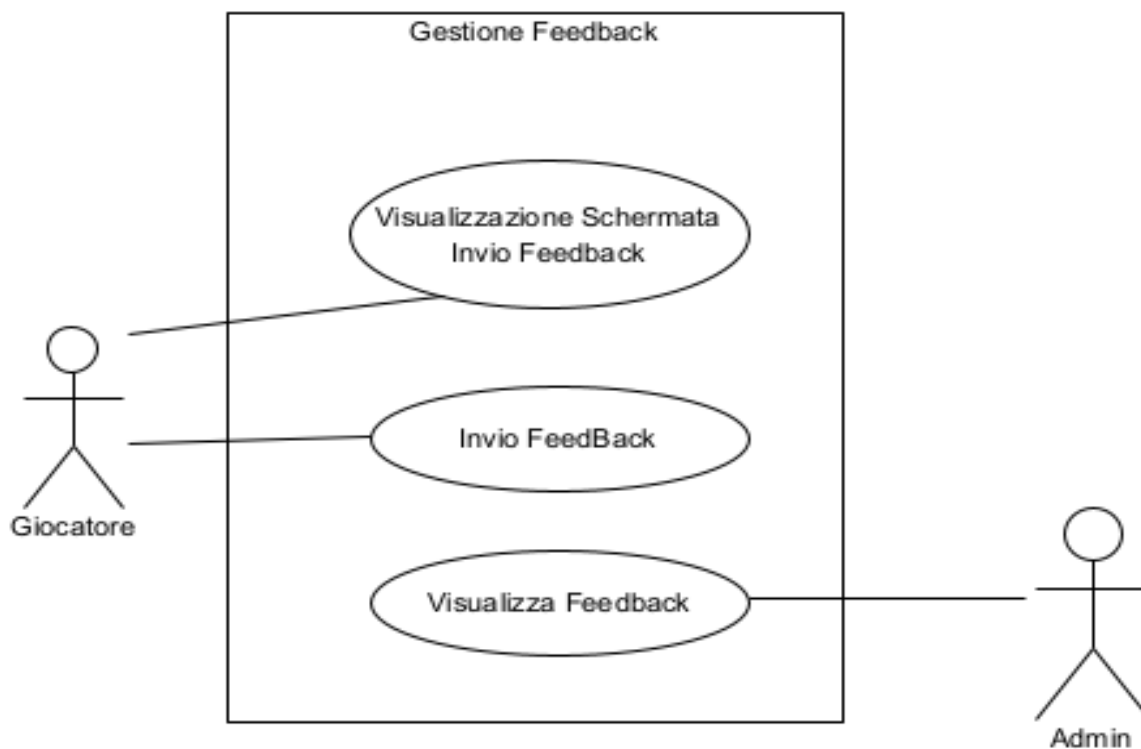 Gestione Feedback
Visualizzazione Schermata
Invio Feedback
Invio FeedBack
Giocatore
Visualizza Feedback
Admin